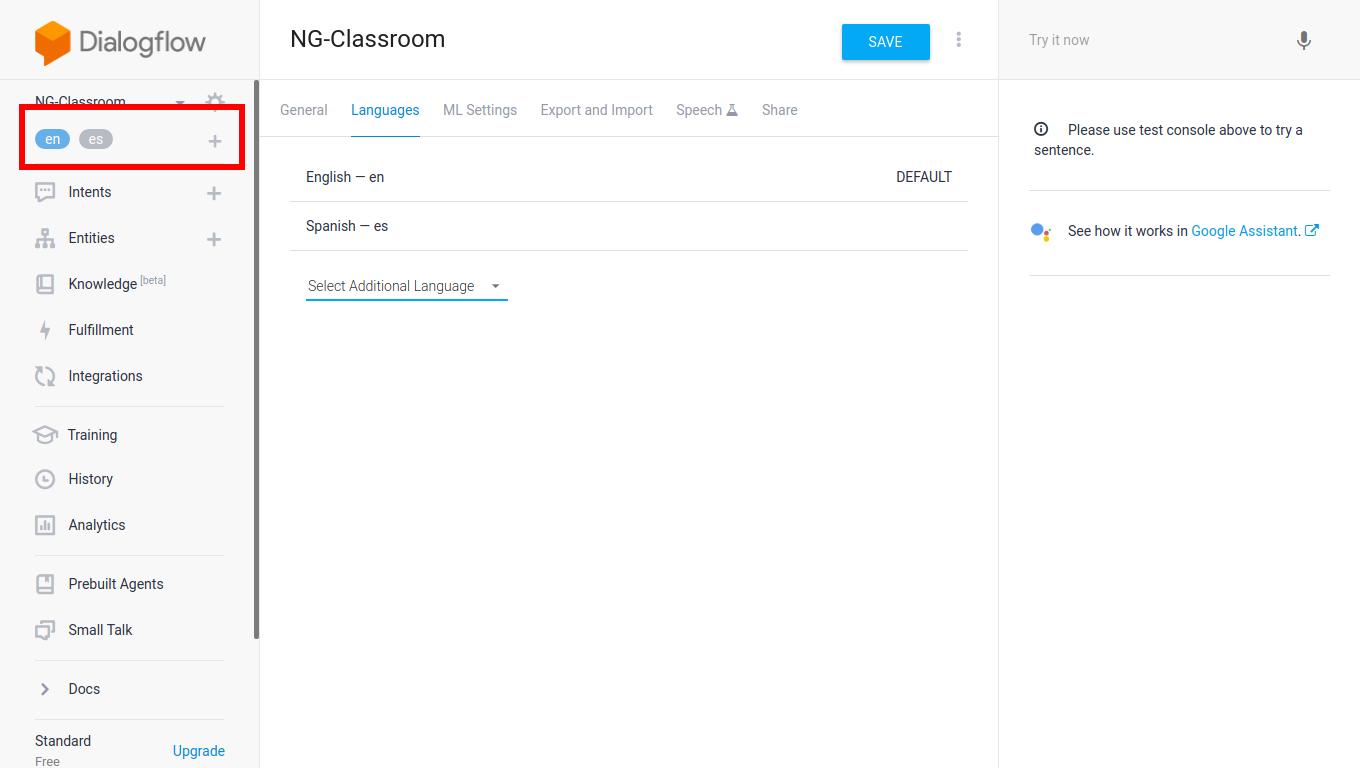 Dialogflow
NG-Classroom
en es
Intents
Entities
Knowledge [beta]
Fulfillment
Integrations
Training
History
Analytics
Prebuilt Agents
Small Talk
Docs
Standard
Free
Upgrade
NG-Classroom
SAVE
General Languages ML Settings Export and Import Speech Share
English — en DEFAULT
Spanish — es
Select Additional Language
Try it now
Please use test console above to try a
sentence.
See how it works in Google Assistant.